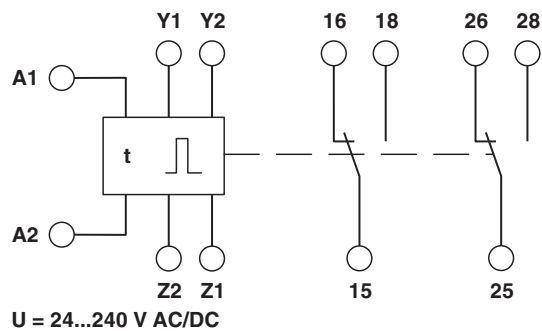 Y1 Y2 16 18 26 28
A1
t
A2
Z2 Z1 15 25
U = 24...240 V AC/DC